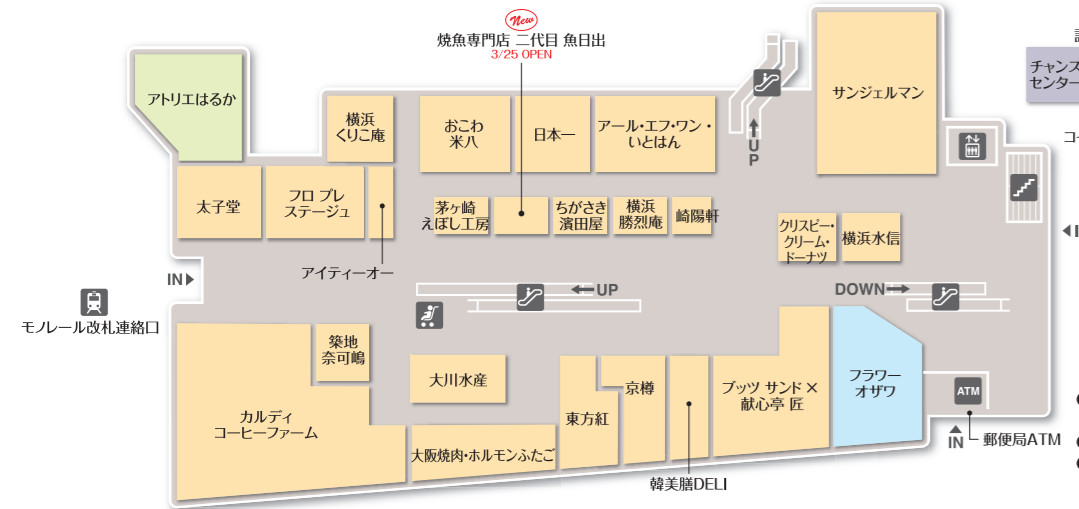 New
焼魚専門店 二代目 魚日出
3/25 OPEN
アトリエはるか
横浜
くりこ庵
おこわ
米八
日本一
アール・エフ・ワン・
いとはん
UP
サンジェルマン
チャンス
センター
コー
太子堂
フロ プレ
ステージュ
アイティーオー
茅ヶ崎
えぼし工房
ちがさき
濱田屋
横浜
勝烈庵
崎陽軒
クリスピー・
クリーム・
ドーナツ
横浜水信
IN
モノレール改札連絡口
UP
DOWN
築地
奈可嶋
カルディ
コーヒーファーム
大川水産
大阪焼肉・ホルモンふたご
東方紅
京樽
韓美膳DELI
ブッツ サンド×
献心亭 匠
フラワー
オザワ
ATM
IN
郵便局ATM